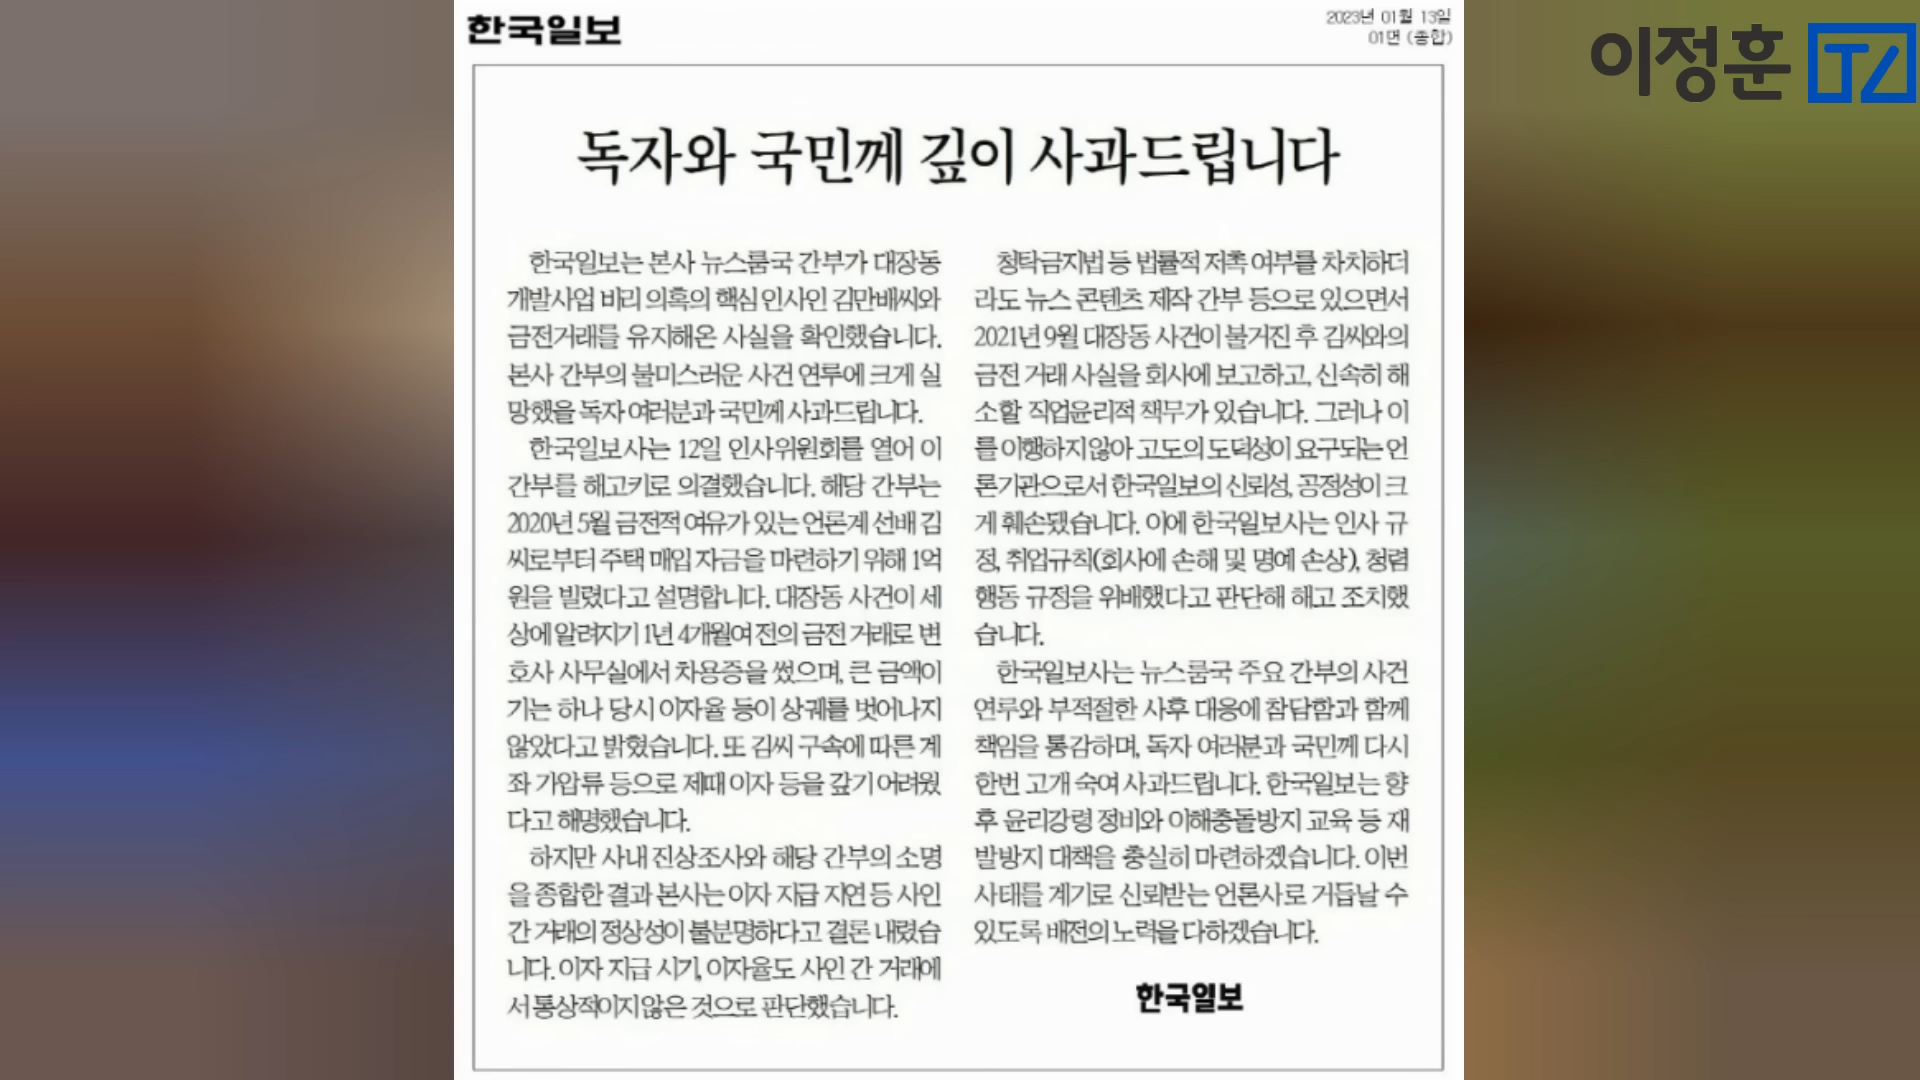 한국일보
2023년 01월 13일
01면 (종합)
이정훈 TV
독자와 국민께 깊이 사과드립니다
한국일보는 본사 뉴스룸국 간부가 대장동
개발사업 비리 의혹의 핵심 인사인 김만배씨와
금전거래를 유지해온 사실을 확인했습니다.
본사 간부의 불미스러운 사건 연루에 크게 실
망했을 독자 여러분과 국민께 사과드립니다.
한국일보사는 12일 인사위원회를 열어 이
간부를 해고키로 의결했습니다. 해당 간부는
2020년 5월 금전적 여유가 있는 언론계 선배 김
씨로부터 주택 매입 자금을 마련하기 위해 1억
원을 빌렸다고 설명합니다. 대장동 사건이 세
상에 알려지기 1년 4개월여 전의 금전 거래로 변
호사 사무실에서 차용증을 썼으며, 큰 금액이
기는 하나 당시 이자율 등이 상궤를 벗어나지
않았다고 밝혔습니다. 또 김씨 구속에 따른 계
좌 가압류 등으로 제때 이자 등을 갚기 어려웠
다고 해명했습니다.
하지만 사내 진상조사와 해당 간부의 소명
을 종합한 결과 본사는 이자 지급 지연 등 사인
간 거래의 정상성이 불분명하다고 결론 내렸습
니다. 이자 지급 시기, 이자율도 사인 간 거래에
서 통상적이지 않은 것으로 판단했습니다.
청탁금지법 등 법률적 저촉 여부를 차치하더
라도 뉴스 콘텐츠 제작 간부 등으로 있으면서
2021년 9월 대장동 사건이 불거진 후 김씨와의
금전 거래 사실을 회사에 보고하고, 신속히 해
소할 직업윤리적 책무가 있습니다. 그러나 이
를 이행하지 않아 고도의 도덕성이 요구되는 언
론기관으로서 한국일보의 신뢰성, 공정성이 크
게 훼손됐습니다. 이에 한국일보사는 인사 규
정, 취업규칙(회사에 손해 및 명예 손상), 청렴
행동 규정을 위배했다고 판단해 해고 조치했
습니다.
한국일보사는 뉴스룸국 주요 간부의 사건
연루와 부적절한 사후 대응에 참담함과 함께
책임을 통감하며, 독자 여러분과 국민께 다시
한번 고개 숙여 사과드립니다. 한국일보는 향
후 윤리강령 정비와 이해충돌방지 교육 등 재
발방지 대책을 충실히 마련하겠습니다. 이번
사태를 계기로 신뢰받는 언론사로 거듭날 수
있도록 배전의 노력을 다하겠습니다.
한국일보